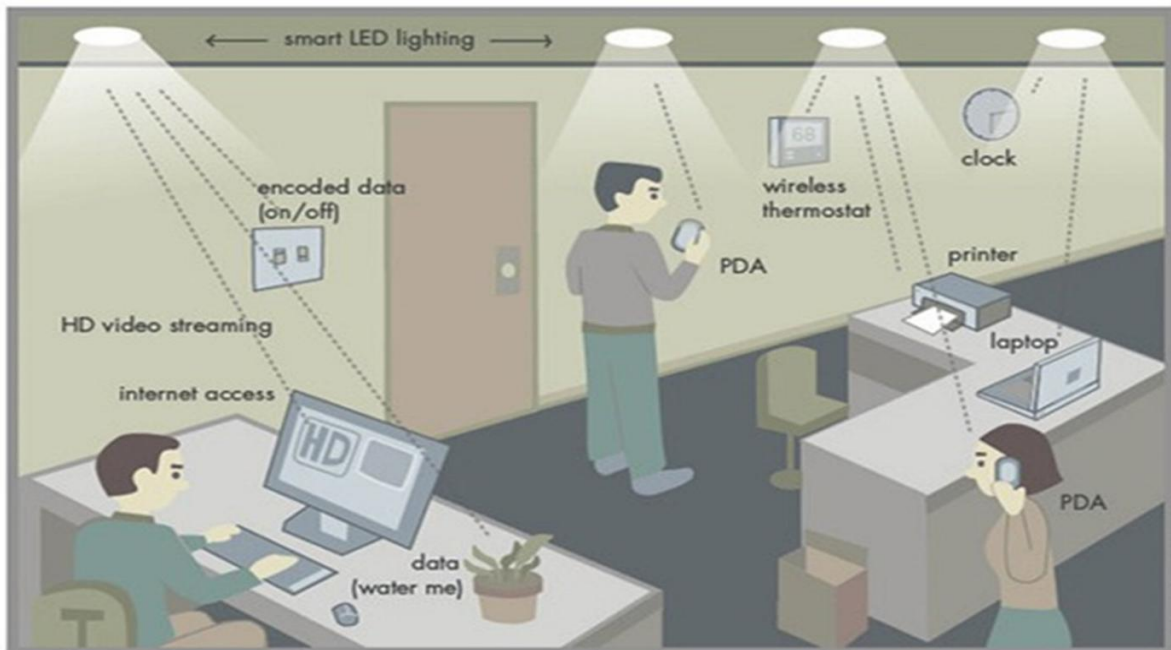 smart LED lighting
encoded data
(on/off)
HD video streaming
internet access
HD
data
(water me)
PDA
wireless
thermostat
68
clock
printer
laptop
PDA